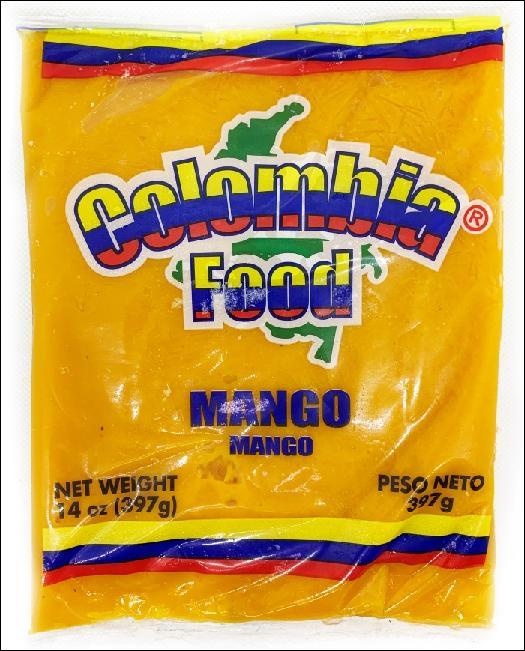 Colombia®
Food
MANGO
MANGO
NET WEIGHT
14 oz (397g)
PESO NETO
397g